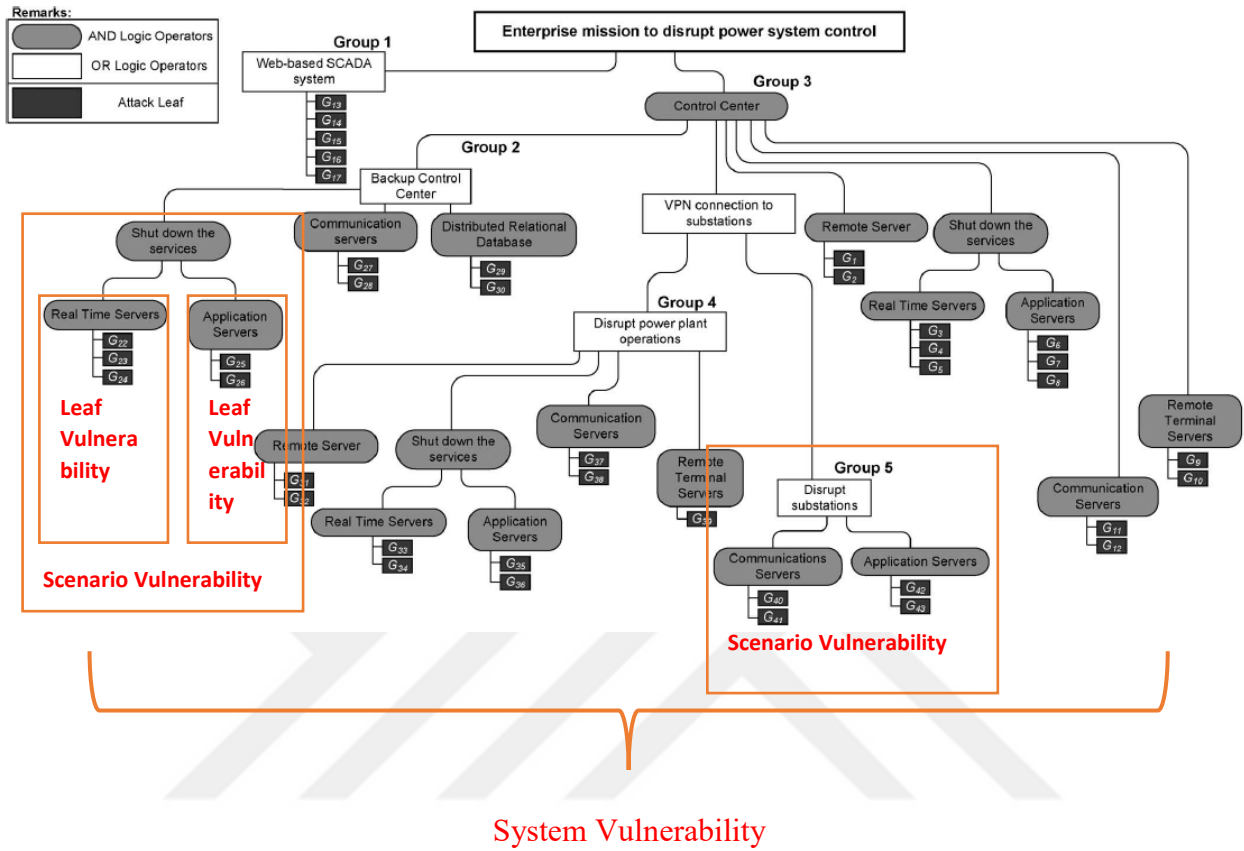 Remarks:
AND Logic Operators
OR Logic Operators
Attack Leaf
Enterprise mission to disrupt power system control
Group 1
Web-based SCADA
system
G13
G14
G15
G16
G17
Group 3
Control Center
Group 2
Backup Control
Center
Shut down the
services
Communication
servers
G27
G28
Distributed Relational
Database
G29
G30
VPN connection to
substations
Remote Server
G1
G2
Shut down the
services
Real Time Servers
G22
G23
G24
Application
Servers
G25
G26
Leaf
Vulnera
bility
Leaf
Vuln
erabil
ity
Scenario Vulnerability
Group 4
Disrupt power plant
operations
Real Time Servers
G3
G4
G5
Application
Servers
G6
G7
G8
Remote Server
G31
G32
Shut down the
services
Real Time Servers
G33
G34
Application
Servers
G35
G36
Communication
Servers
G37
G38
Remote
Terminal
Servers
G39
Group 5
Disrupt
substations
Communications
Servers
G40
G41
Application Servers
G42
G43
Scenario Vulnerability
Communication
Servers
G11
G12
Remote
Terminal
Servers
G9
G10
System Vulnerability